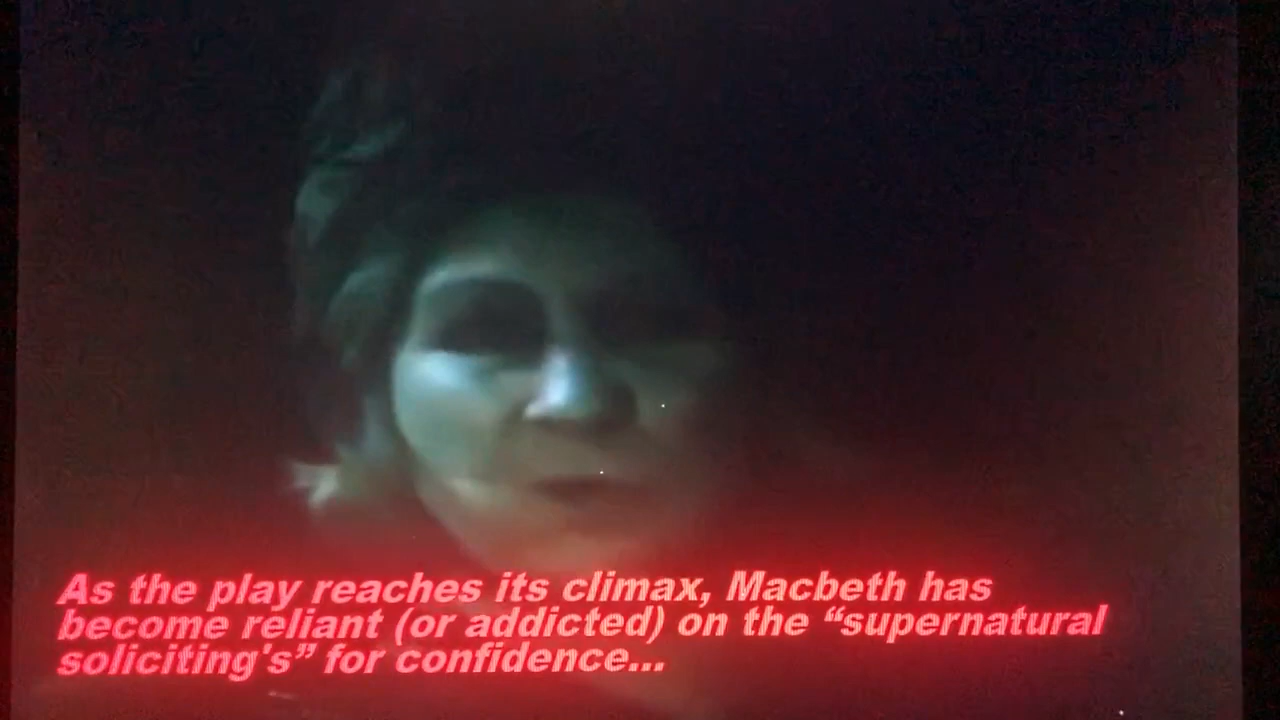 As the play reaches its climax, Macbeth has
become reliant (or addicted) on the “supernatural
soliciting's” for confidence...